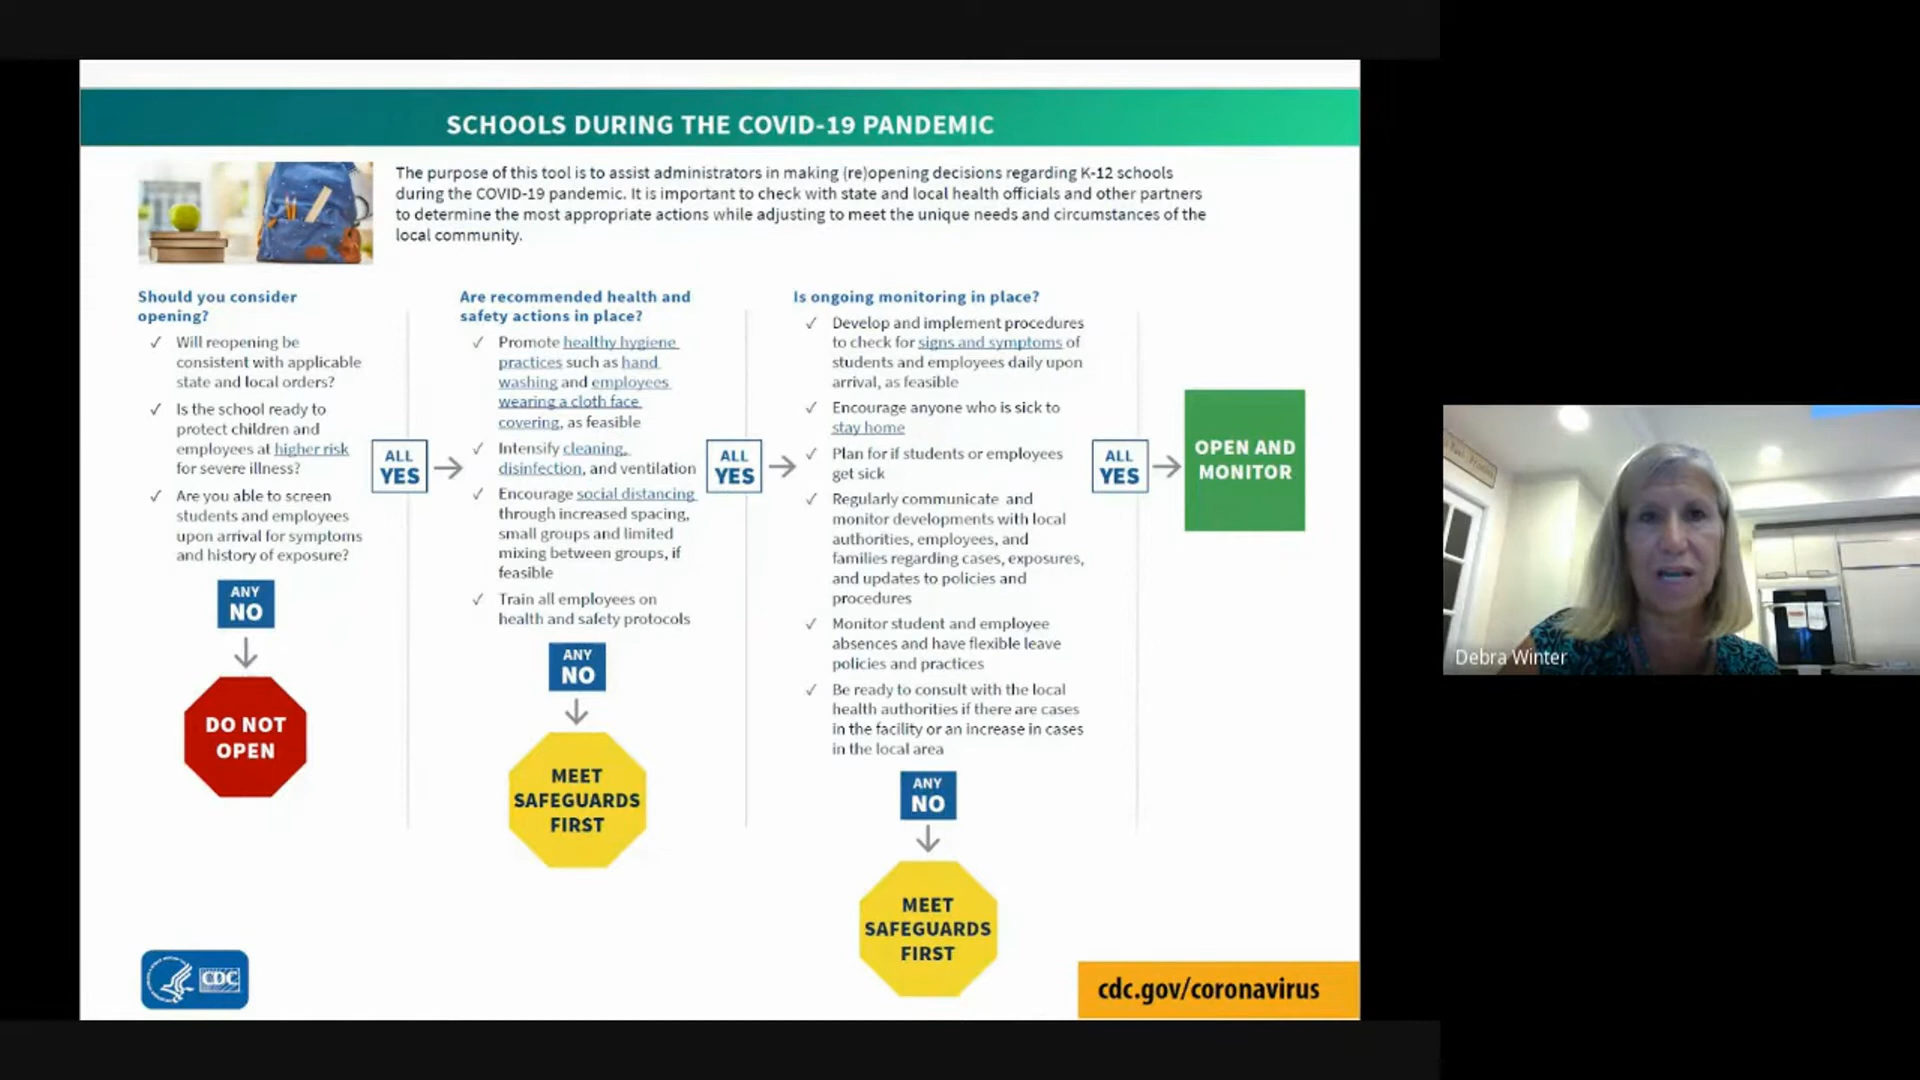 SCHOOLS DURING THE COVID-19 PANDEMIC
The purpose of this tool is to assist administrators in making (re)opening decisions regarding K-12 schools
during the COVID-19 pandemic. It is important to check with state and local health officials and other partners
to determine the most appropriate actions while adjusting to meet the unique needs and circumstances of the
local community.
Should you consider
opening?
✓ Will reopening be
consistent with applicable
state and local orders?
✓ Is the school ready to
protect children and
employees at higher risk
for severe illness?
✓ Are you able to screen
students and employees
upon arrival for symptoms
and history of exposure?
ANY
NO
DO NOT
OPEN
ALL
YES
Are recommended health and
safety actions in place?
✓ Promote healthy hygiene
practices such as hand
washing and employees
wearing a cloth face
covering, as feasible
✓ Intensify cleaning,
disinfection, and ventilation
✓ Encourage social distancing
through increased spacing,
small groups and limited
mixing between groups, if
feasible
✓ Train all employees on
health and safety protocols
ANY
NO
MEET
SAFEGUARDS
FIRST
ALL
YES
Is ongoing monitoring in place?
✓ Develop and implement procedures
to check for signs and symptoms of
students and employees daily upon
arrival, as feasible
✓ Encourage anyone who is sick to
stay home
✓ Plan for if students or employees
get sick
✓ Regularly communicate and
monitor developments with local
authorities, employees, and
families regarding cases, exposures,
and updates to policies and
procedures
✓ Monitor student and employee
absences and have flexible leave
policies and practices
✓ Be ready to consult with the local
health authorities if there are cases
in the facility or an increase in cases
in the local area
ANY
NO
MEET
SAFEGUARDS
FIRST
ALL
YES
OPEN AND
MONITOR
CDC
cdc.gov/coronavirus
Debra Winter